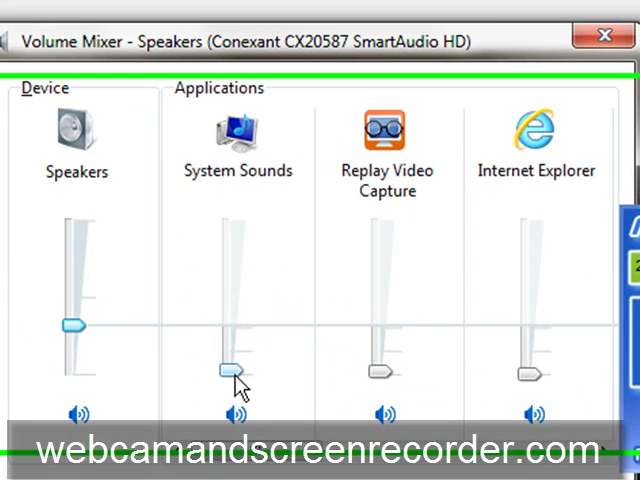 Volume Mixer - Speakers (Conexant CX20587 SmartAudio HD)
Device
Applications
Speakers
System Sounds
Replay Video
Capture
Internet Explorer
webcamandscreenrecorder.com